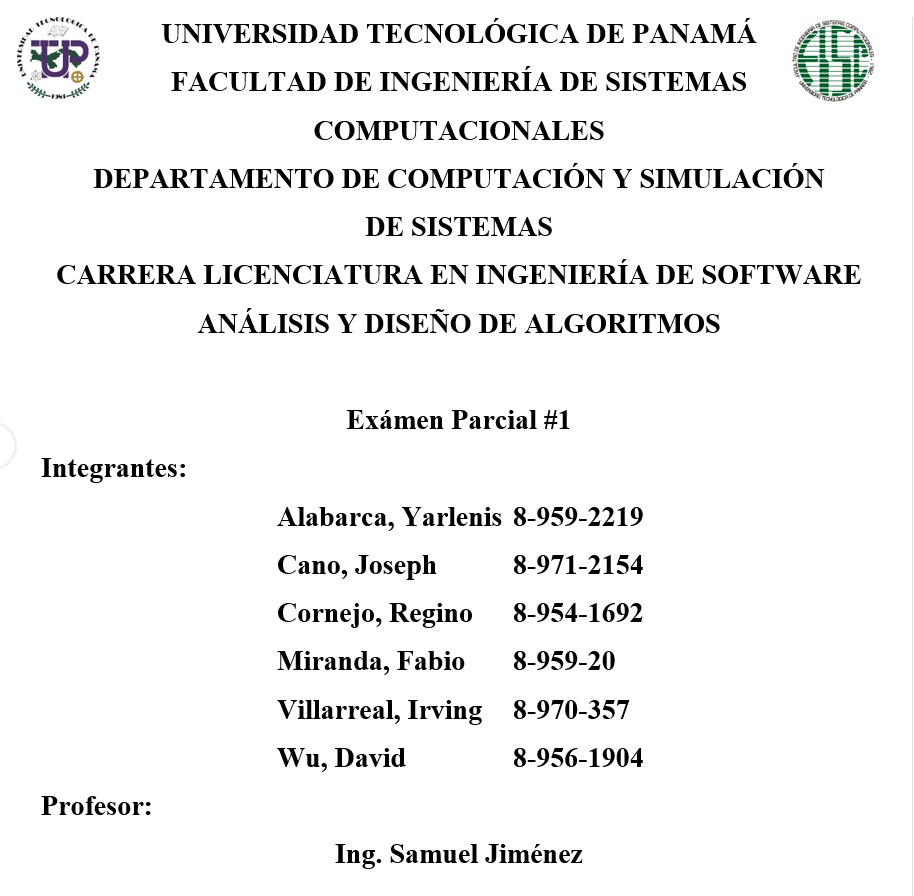 UNIVERSIDAD TECNOLÓGICA DE PANAMÁ
FACULTAD DE INGENIERÍA DE SISTEMAS
COMPUTACIONALES
DEPARTAMENTO DE COMPUTACIÓN Y SIMULACIÓN
DE SISTEMAS
CARRERA LICENCIATURA EN INGENIERÍA DE SOFTWARE
ANÁLISIS Y DISEÑO DE ALGORITMOS
Exámen Parcial #1
Integrantes:
Alabarca, Yarlenis 8-959-2219
Cano, Joseph 8-971-2154
Cornejo, Regino 8-954-1692
Miranda, Fabio 8-959-20
Villarreal, Irving 8-970-357
Wu, David 8-956-1904
Profesor:
Ing. Samuel Jiménez